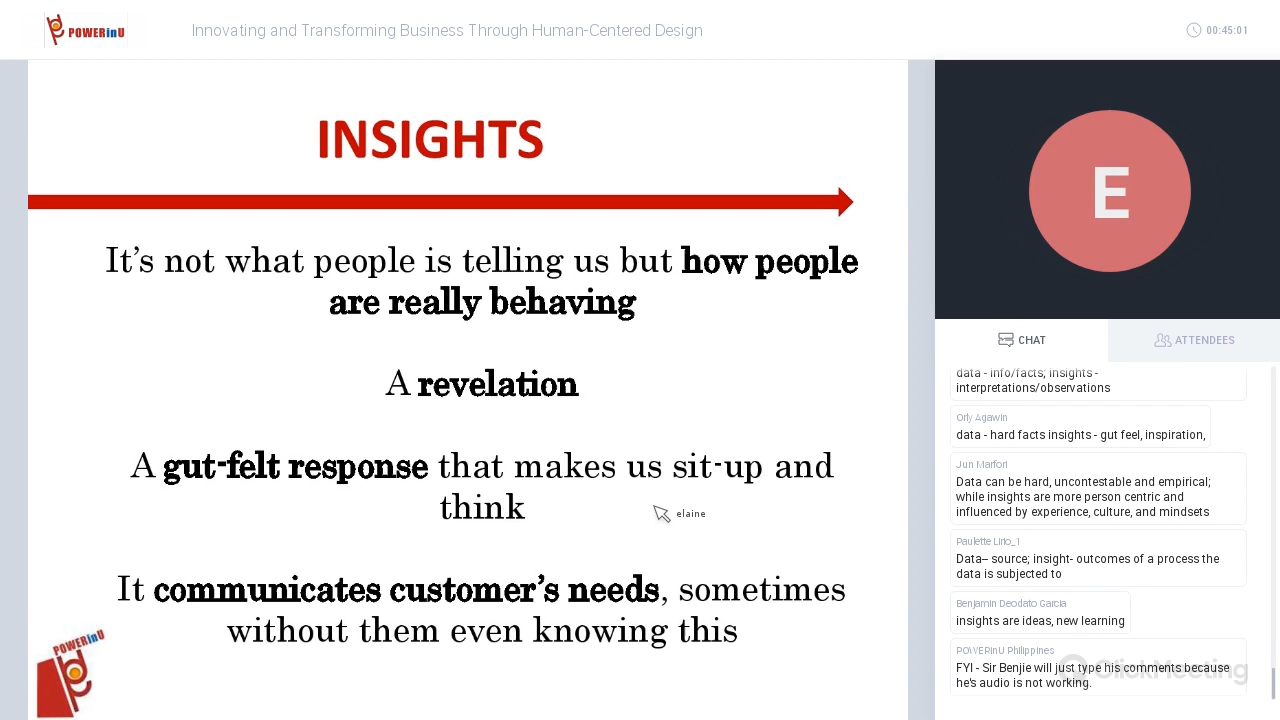 POWERinU
Innovating and Transforming Business Through Human-Centered Design
00:45:01
INSIGHTS
It's not what people is telling us but how people
are really behaving
A revelation
A gut-felt response that makes us sit-up and
think
elaine
It communicates customer's needs, sometimes
without them even knowing this
POWERinU
E
CHAT
ATTENDEES
data - info/facts; insights -
interpretations/observations
Orly Agawin
data - hard facts insights - gut feel, inspiration,
Jun Marfori
Data can be hard, uncontestable and empirical;
while insights are more person centric and
influenced by experience, culture, and mindsets
Paulette Lirio_1
Data– source; insight- outcomes of a process the
data is subjected to
Benjamin Deodato Garcia
insights are ideas, new learning
POWERinU Philippines
FYI - Sir Benjie will just type his comments because
he's audio is not working.
ClickMeeting